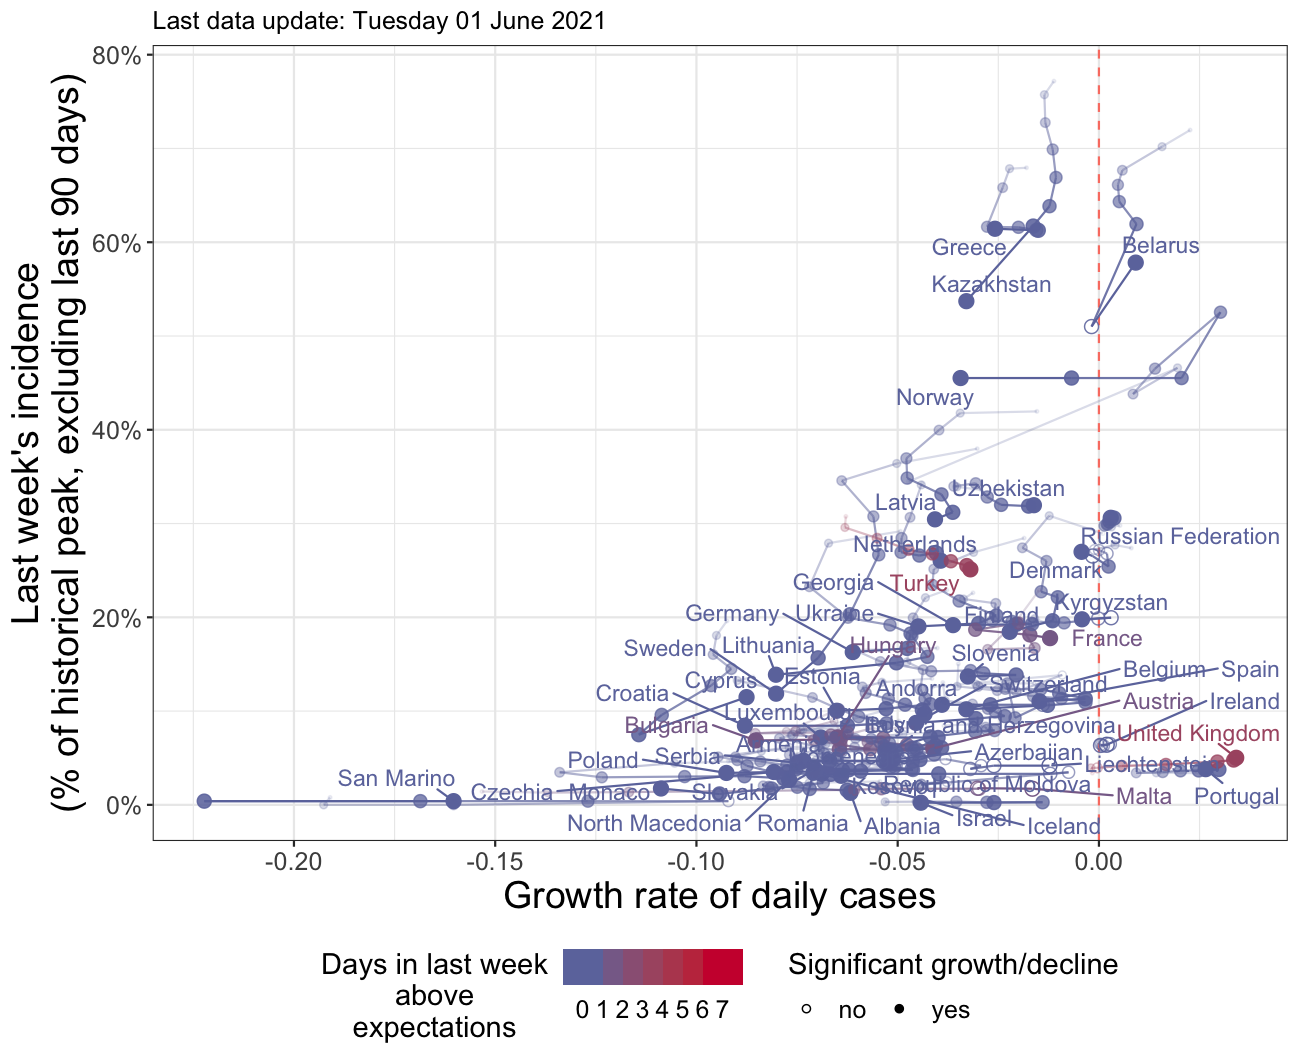 Last data update: Tuesday 01 June 2021
80%
60%
40%
20%
0%
Last week's incidence
(% of historical peak, excluding last 90 days)
Greece
Belarus
Kazakhstan
Norway
Uzbekistan
Latvia
Russian Federation
Netherlands
Denmark
Georgia
Turkey
Kyrgyzstan
Germany
Ukraine
Finland
France
Sweden
Lithuania
Hungary
Slovenia
Belgium
Spain
Cyprus
Estonia
Andorra
Switzerland
Croatia
Austria
Ireland
Luxembourg
Bulgaria
Bosnia and Herzegovina
United Kingdom
Armenia
Azerbaijan
Poland
Serbia
Liechtenstein
San Marino
Czechia
Monaco
Slovakia
Republic of Moldova
Malta
Portugal
North Macedonia
Romania
Albania
Israel
Iceland
-0.20
-0.15
-0.10
-0.05
0.00
Growth rate of daily cases
Days in last week
above
expectations
0 1 2 3 4 5 6 7
Significant growth/decline
no
yes